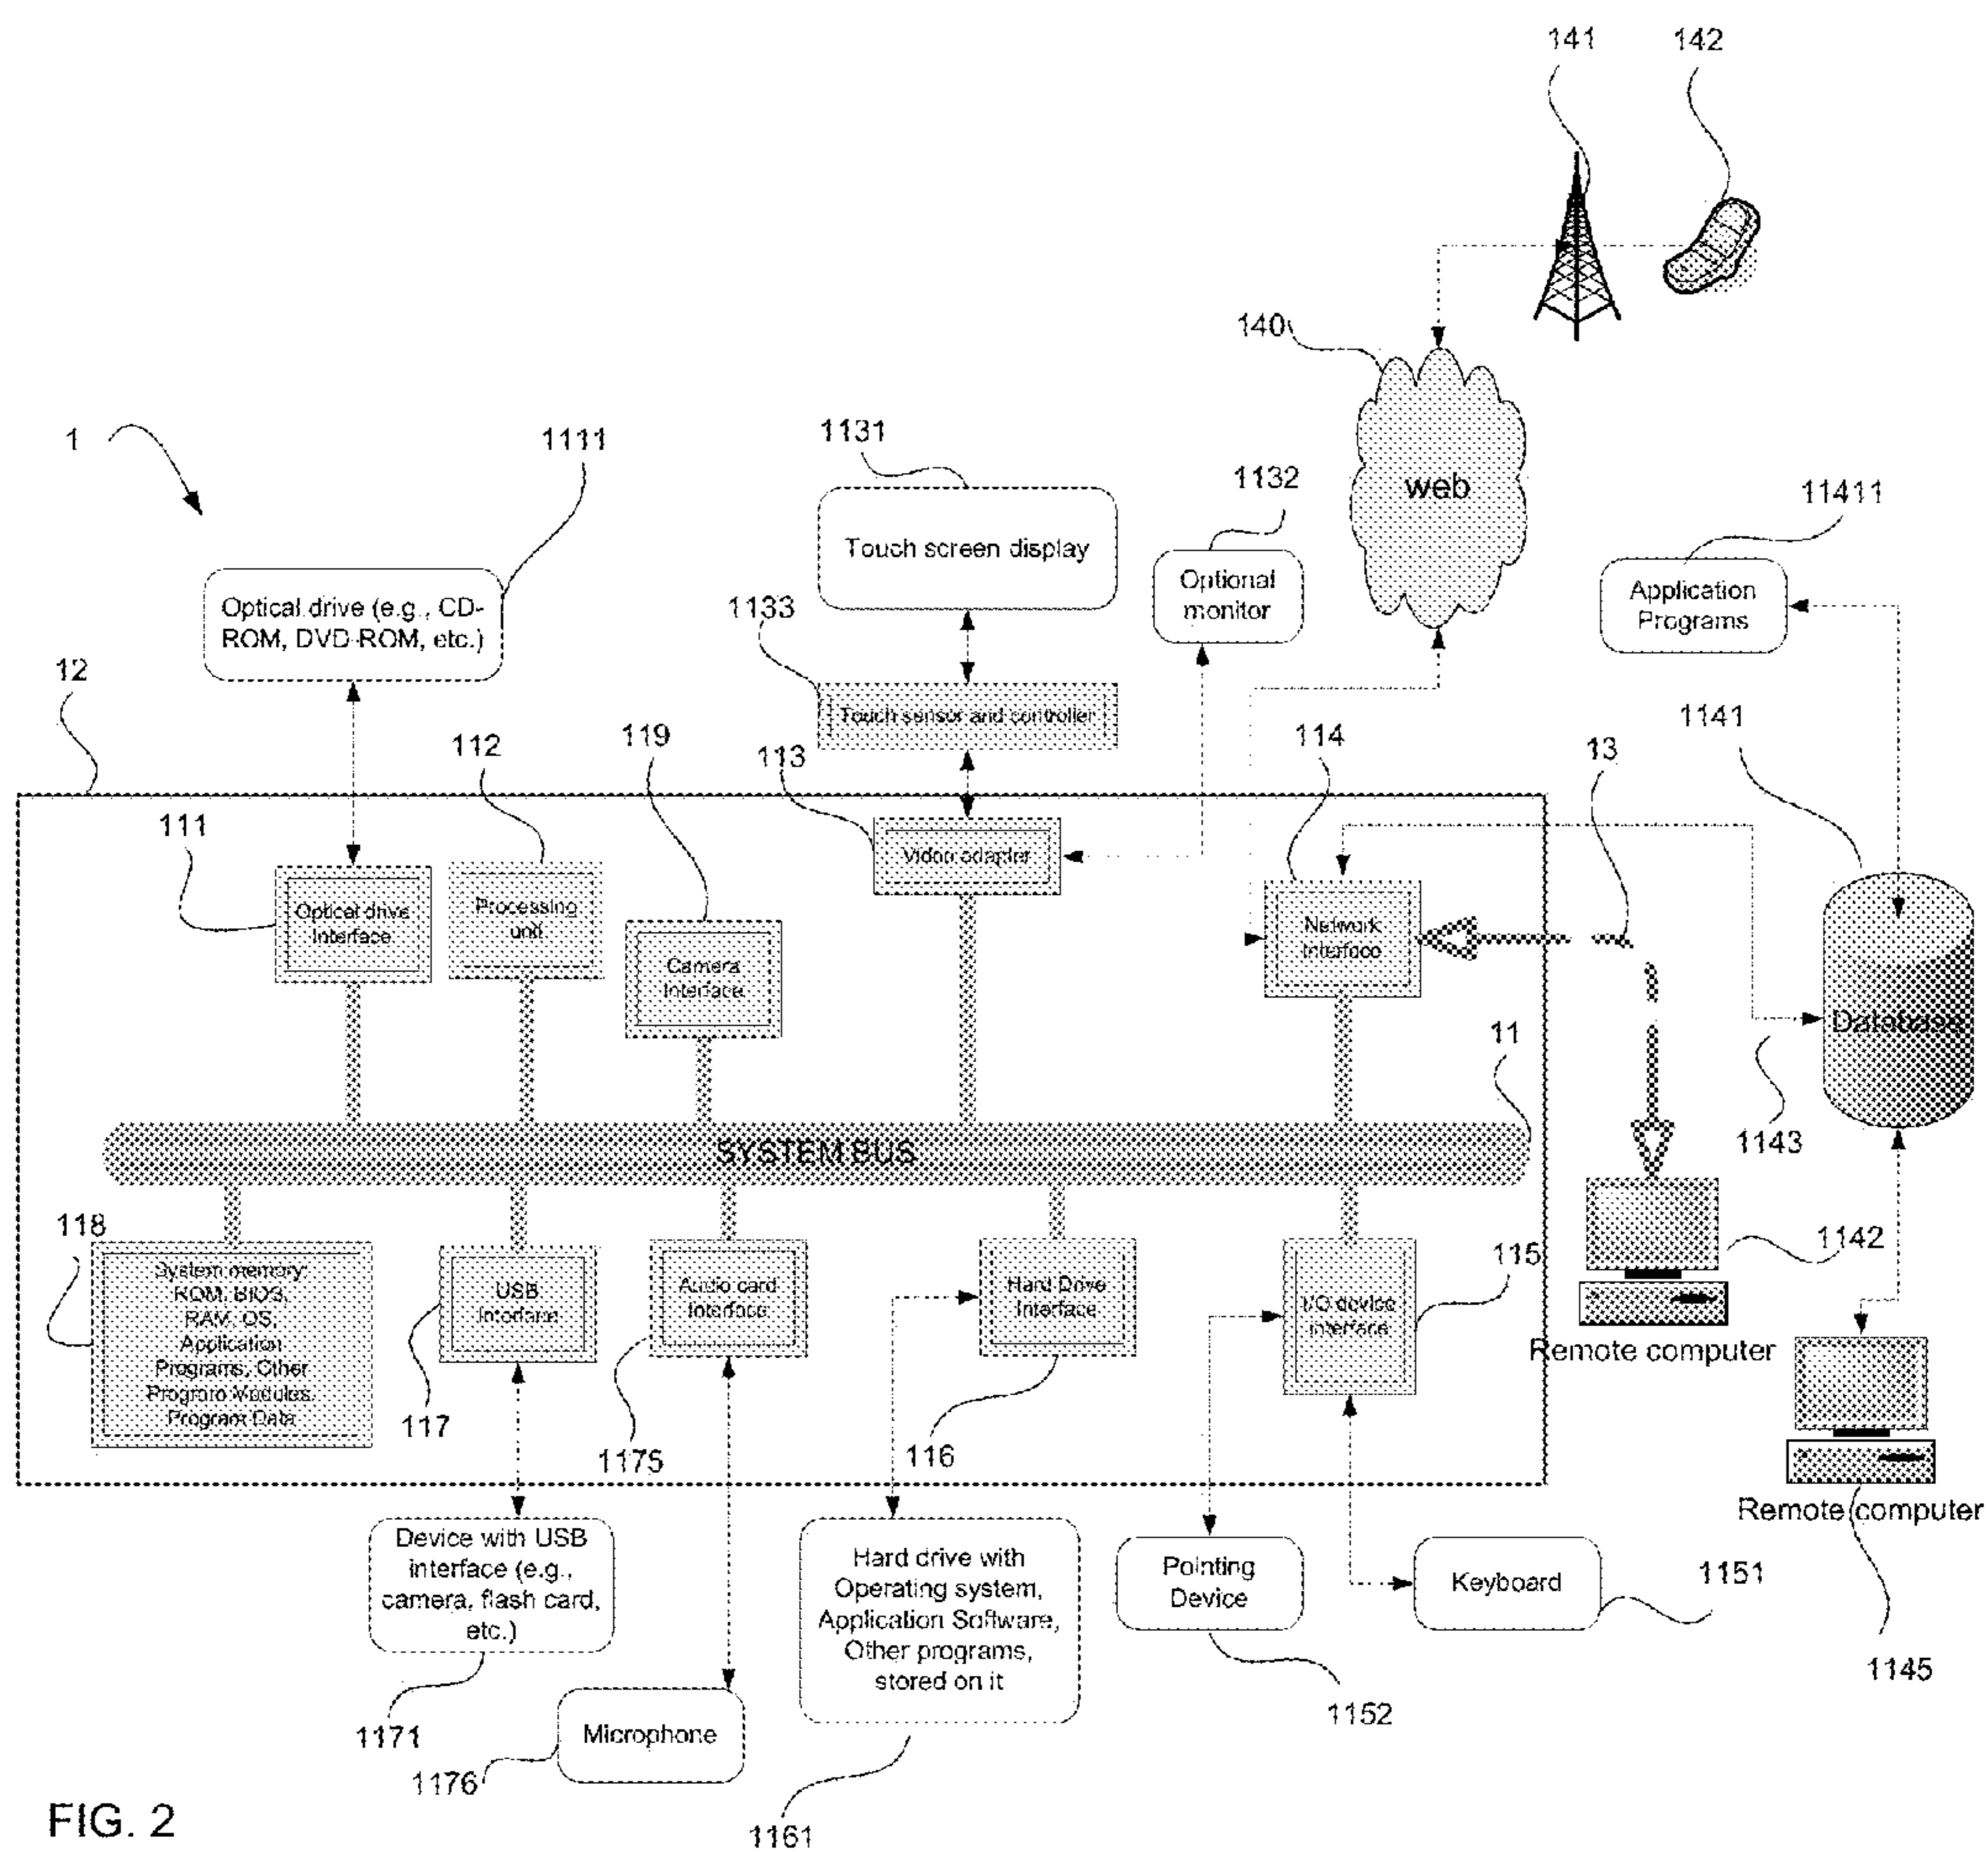 141
142
140
1
1111
1131
1132
web
11411
Touch screen display
Optional
monitor
Application
Programs
Optical drive (e.g., CD-
ROM, DVD-ROM, etc.)
1133
12
Touch sensor and controller
112
119
113
114
13
1141
111
Video adapter
Optical drive
Interface
Processing
unit
Camera
Interface
Network
Interface
Database
11
1143
SYSTEM BUS
118
System memory:
ROM, BIOS,
RAM, OS,
Application
Programs, Other
Program Modules,
Program Data
USB
Interface
Audio card
Interface
Hard Drive
Interface
I/O device
interface
115
1142
Remote computer
117
1175
116
Remote computer
Device with USB
interface (e.g.,
camera, flash card,
etc.)
Hard drive with
Operating system,
Application Software,
Other programs,
stored on it
Pointing
Device
Keyboard
1151
1145
1171
Microphone
1152
1176
1161
FIG. 2